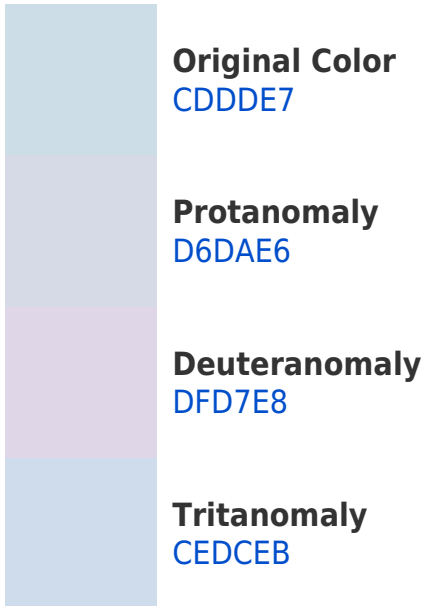 Original Color
CDDDE7
Protanomaly
D6DAE6
Deuteranomaly
DFD7E8
Tritanomaly
CEDCEB